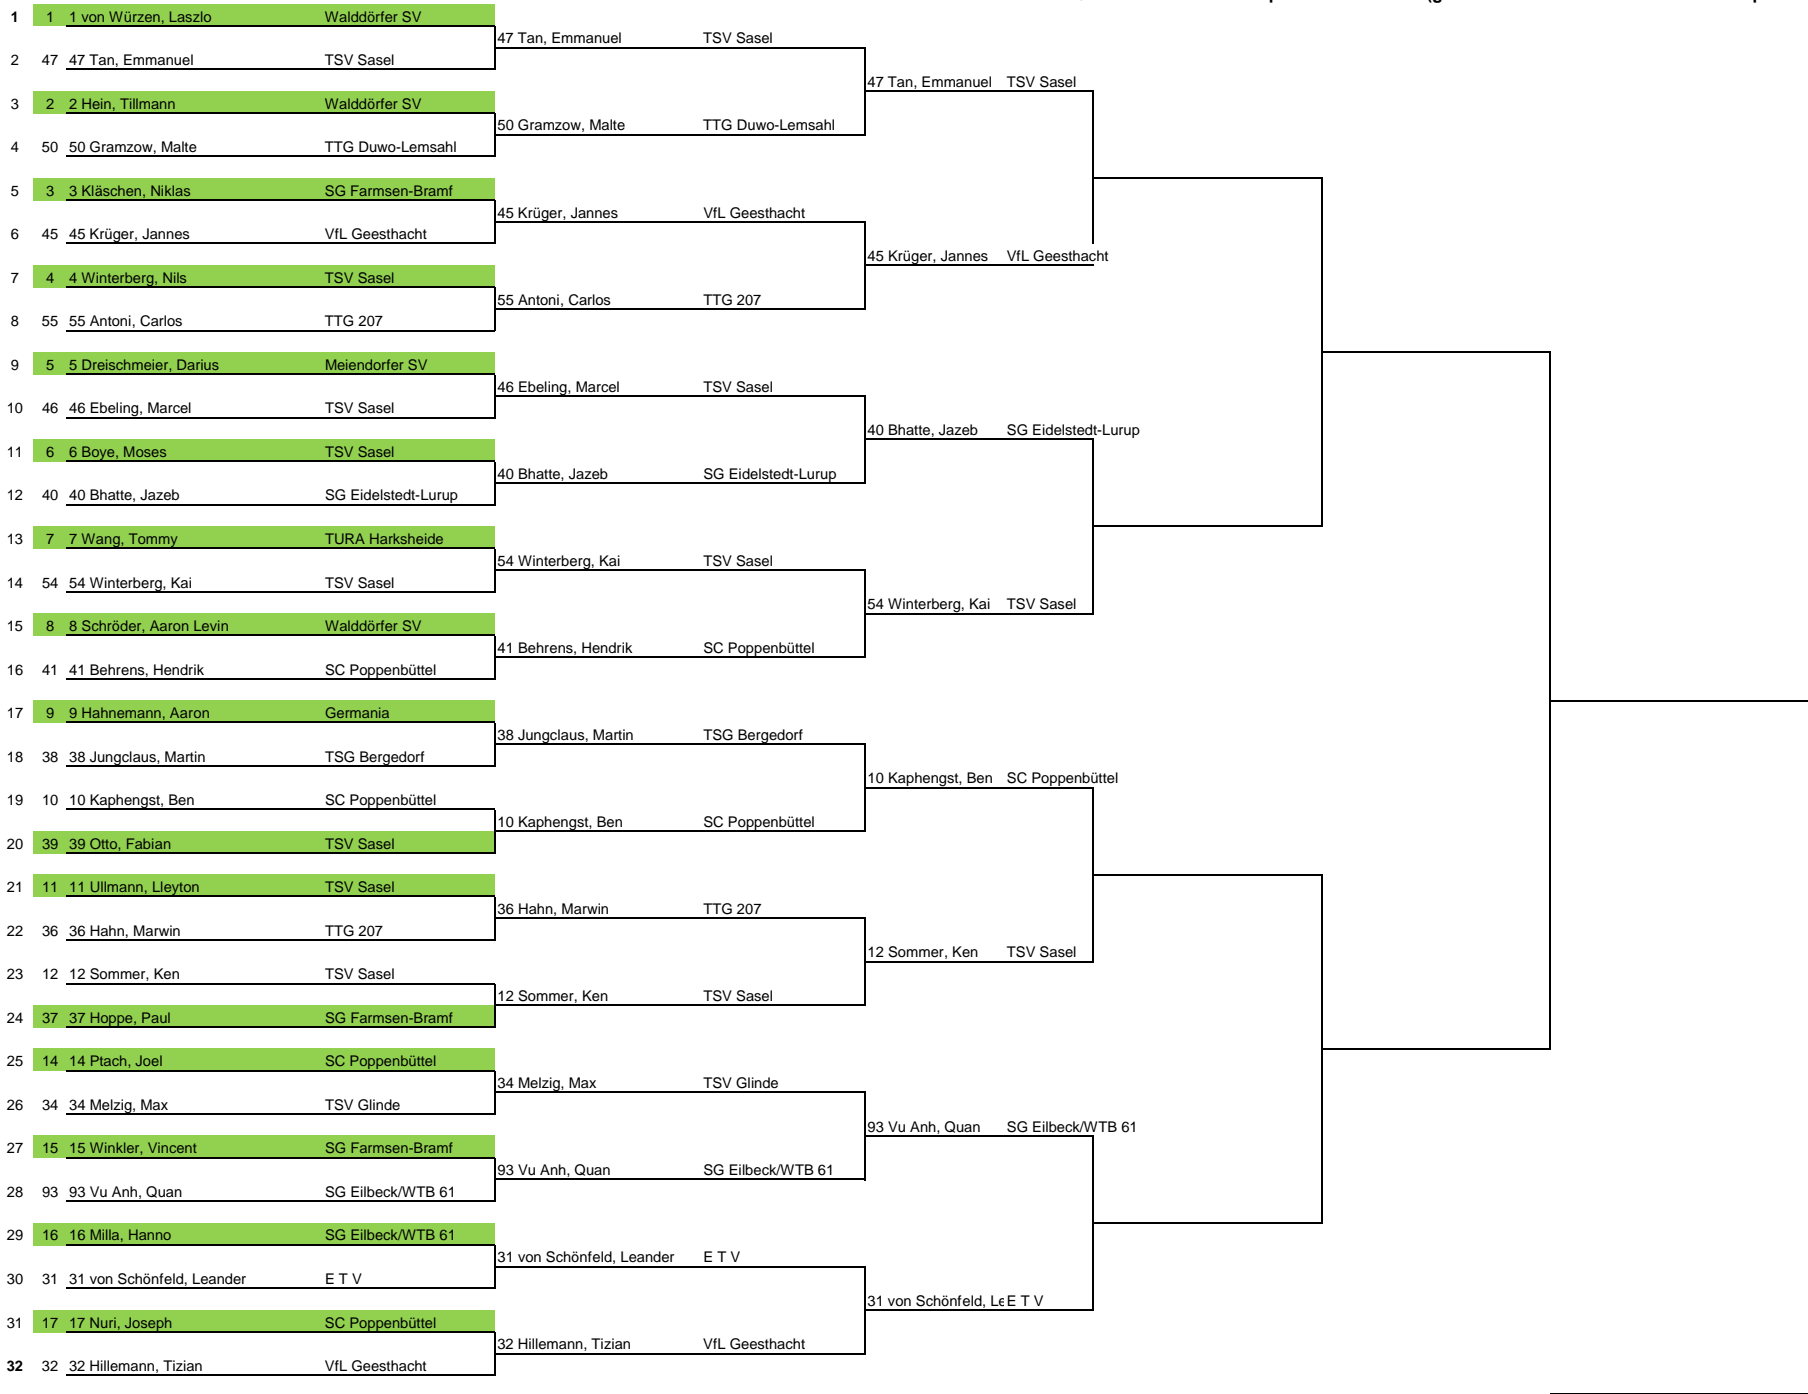 1 1 1 von Würzen, Laszlo Walddörfer SV
47 Tan, Emmanuel TSV Sasel
2 47 47 Tan, Emmanuel TSV Sasel
47 Tan, Emmanuel TSV Sasel
3 2 2 Hein, Tillmann Walddörfer SV
50 Gramzow, Malte TTG Duwo-Lemsahl
4 50 50 Gramzow, Malte TTG Duwo-Lemsahl
5 3 3 Kläschen, Niklas SG Farmsen-Bramf
45 Krüger, Jannes VfL Geesthacht
6 45 45 Krüger, Jannes VfL Geesthacht
45 Krüger, Jannes VfL Geesthacht
7 4 4 Winterberg, Nils TSV Sasel
55 Antoni, Carlos TTG 207
8 55 55 Antoni, Carlos TTG 207
9 5 5 Dreischmeier, Darius Meiendorfer SV
46 Ebeling, Marcel TSV Sasel
10 46 46 Ebeling, Marcel TSV Sasel
40 Bhatte, Jazeb SG Eidelstedt-Lurup
11 6 6 Boye, Moses TSV Sasel
40 Bhatte, Jazeb SG Eidelstedt-Lurup
12 40 40 Bhatte, Jazeb SG Eidelstedt-Lurup
13 7 7 Wang, Tommy TURA Harksheide
54 Winterberg, Kai TSV Sasel
14 54 54 Winterberg, Kai TSV Sasel
54 Winterberg, Kai TSV Sasel
15 8 8 Schröder, Aaron Levin Walddörfer SV
41 Behrens, Hendrik SC Poppenbüttel
16 41 41 Behrens, Hendrik SC Poppenbüttel
17 9 9 Hahnemann, Aaron Germania
38 Jungclaus, Martin TSG Bergedorf
18 38 38 Jungclaus, Martin TSG Bergedorf
10 Kaphengst, Ben SC Poppenbüttel
19 10 10 Kaphengst, Ben SC Poppenbüttel
10 Kaphengst, Ben SC Poppenbüttel
20 39 39 Otto, Fabian TSV Sasel
21 11 11 Ullmann, Lleyton TSV Sasel
36 Hahn, Marwin TTG 207
22 36 36 Hahn, Marwin TTG 207
12 Sommer, Ken TSV Sasel
23 12 12 Sommer, Ken TSV Sasel
12 Sommer, Ken TSV Sasel
24 37 37 Hoppe, Paul SG Farmsen-Bramf
25 14 14 Ptach, Joel SC Poppenbüttel
34 Melzig, Max TSV Glinde
26 34 34 Melzig, Max TSV Glinde
93 Vu Anh, Quan SG Eilbeck/WTB 61
27 15 15 Winkler, Vincent SG Farmsen-Bramf
93 Vu Anh, Quan SG Eilbeck/WTB 61
28 93 93 Vu Anh, Quan SG Eilbeck/WTB 61
29 16 16 Milla, Hanno SG Eilbeck/WTB 61
31 von Schönfeld, Leander E T V
30 31 31 von Schönfeld, Leander E T V
31 von Schönfeld, Le E T V
31 17 17 Nuri, Joseph SC Poppenbüttel
32 Hillemann, Tizian VfL Geesthacht
32 32 32 Hillemann, Tizian VfL Geesthacht